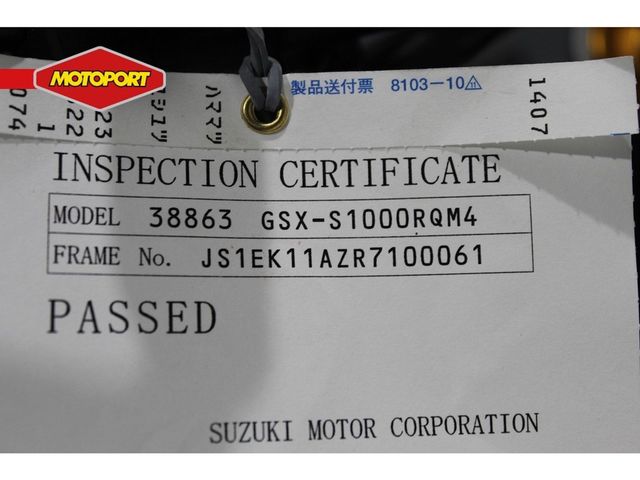 MOTOPORT
製品送付票 8103-10
1407
ハママツ
INSPECTION CERTIFICATE
MODEL 38863 GSX-S1000RQM4
FRAME No. JS1EK11AZR7100061
PASSED
SUZUKI MOTOR CORPORATION